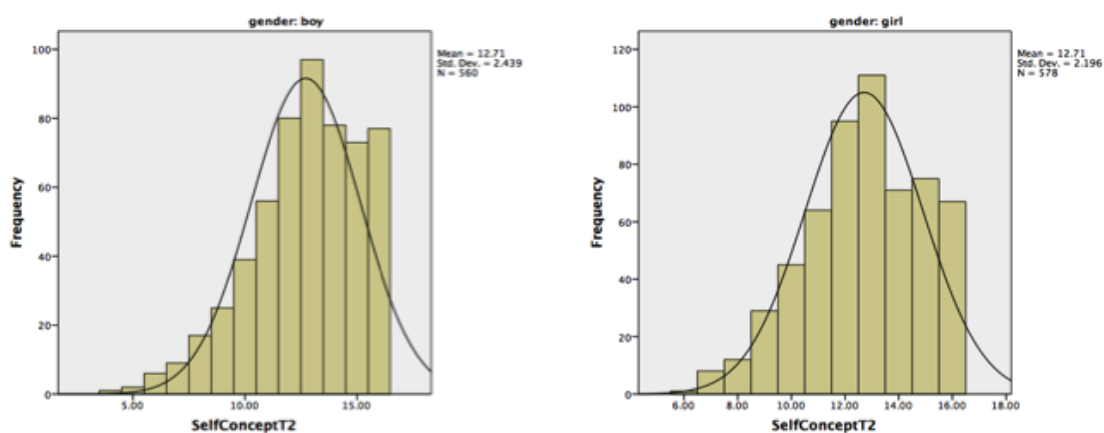 gender: boy
Mean = 12.71
Std. Dev. = 2.439
N = 560
100
80
60
40
20
0
Frequency
5.00
10.00
15.00
SelfConceptT2
gender: girl
Mean = 12.71
Std. Dev. = 2.196
N = 578
120
100
80
60
40
20
0
Frequency
6.00
8.00
10.00
12.00
14.00
16.00
18.00
SelfConceptT2